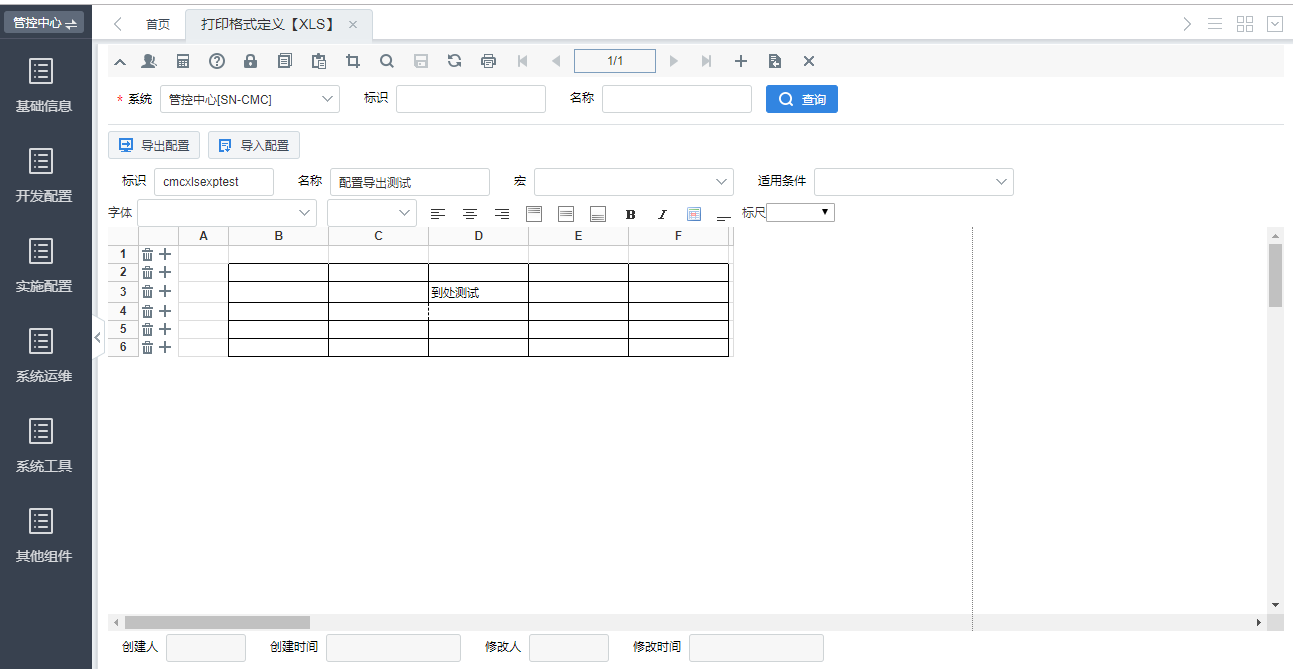 管控中心
首页
打印格式定义【XLS】
基础信息
开发配置
实施配置
系统运维
系统工具
其他组件
1/1
* 系统 管控中心[SN-CMC] 标识 名称 查询
导出配置 导入配置
标识 cmcxlsexptest 名称 配置导出测试 宏 适用条件
字体 B I 标尺
A B C D E F
1
2
3 到处测试
4
5
6
创建人 创建时间 修改人 修改时间